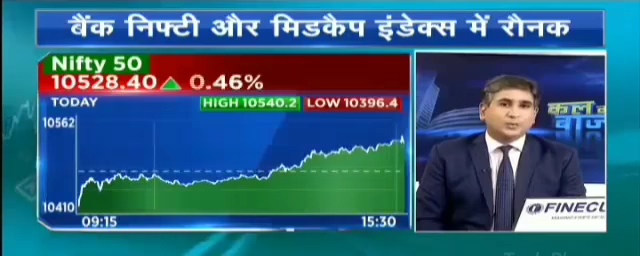 बैंक निफ्टी और मिडकैप इंडेक्स में रौनक
Nifty 50
10528.40 0.46%
TODAY HIGH 10540.2 LOW 10396.4
10562
10410
09:15 15:30
कल का
FINECU